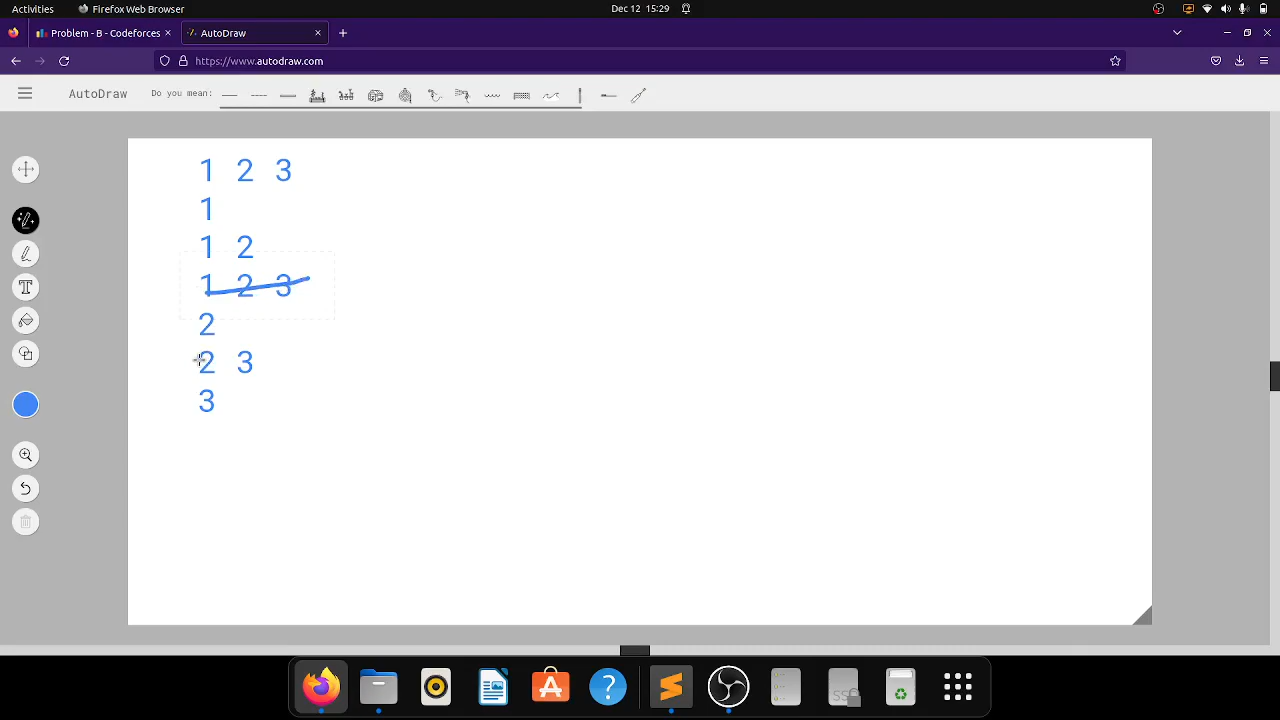 Activities
Firefox Web Browser
Dec 12 15:29
Problem - B - Codeforces
AutoDraw
https://www.autodraw.com
AutoDraw
Do you mean:
1 2 3
1
1 2
1 2 3
2
2 3
3